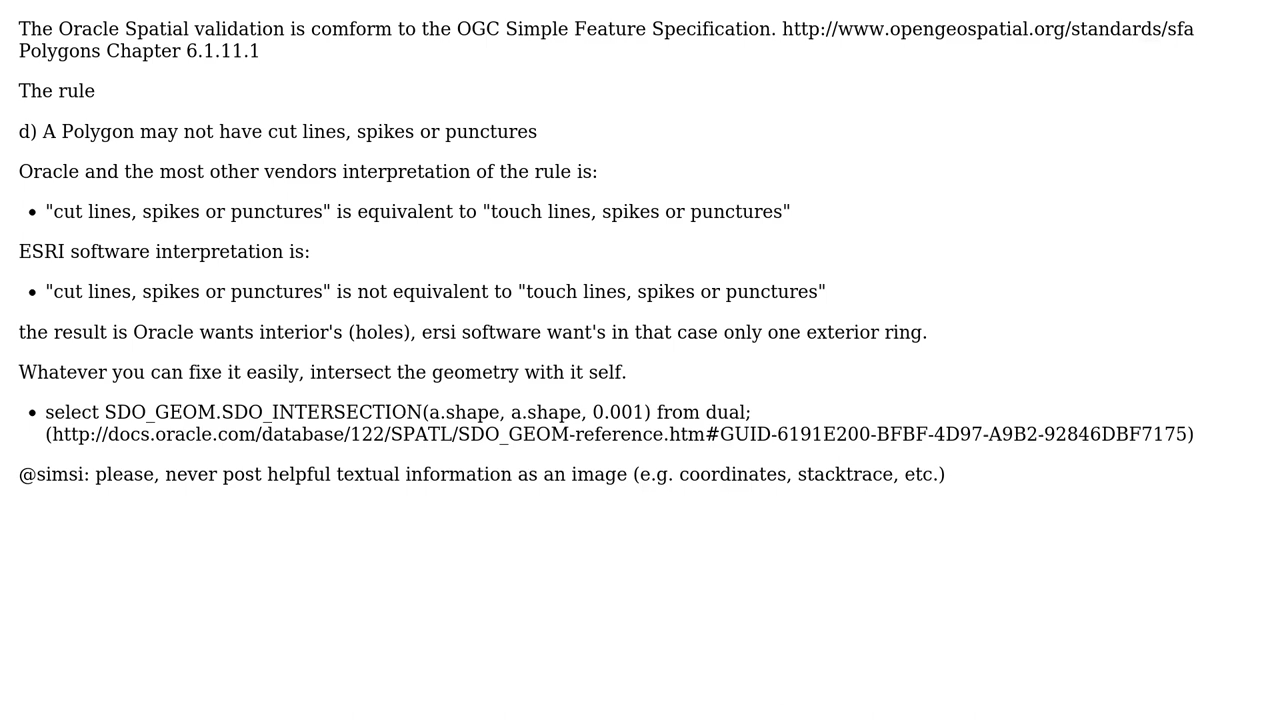 The Oracle Spatial validation is comform to the OGC Simple Feature Specification. http://www.opengeospatial.org/standards/sfa
Polygons Chapter 6.1.11.1
The rule
d) A Polygon may not have cut lines, spikes or punctures
Oracle and the most other vendors interpretation of the rule is:
• "cut lines, spikes or punctures" is equivalent to "touch lines, spikes or punctures"
ESRI software interpretation is:
• "cut lines, spikes or punctures" is not equivalent to "touch lines, spikes or punctures"
the result is Oracle wants interior's (holes), ersi software want's in that case only one exterior ring.
Whatever you can fixe it easily, intersect the geometry with it self.
• select SDO_GEOM.SDO_INTERSECTION(a.shape, a.shape, 0.001) from dual;
(http://docs.oracle.com/database/122/SPATL/SDO_GEOM-reference.htm#GUID-6191E200-BFBF-4D97-A9B2-92846DBF7175)
@simsi: please, never post helpful textual information as an image (e.g. coordinates, stacktrace, etc.)